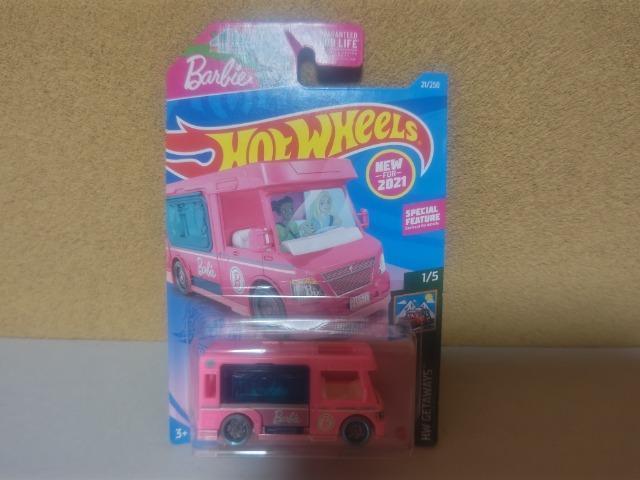 GUARANTEED
FOR LIFE
Barbie
21/250
HOT WHEELS
NEW
FOR
2021
SPECIAL
FEATURE
Barbie
B
1/5
Barbie
B
HW GETAWAYS
3+